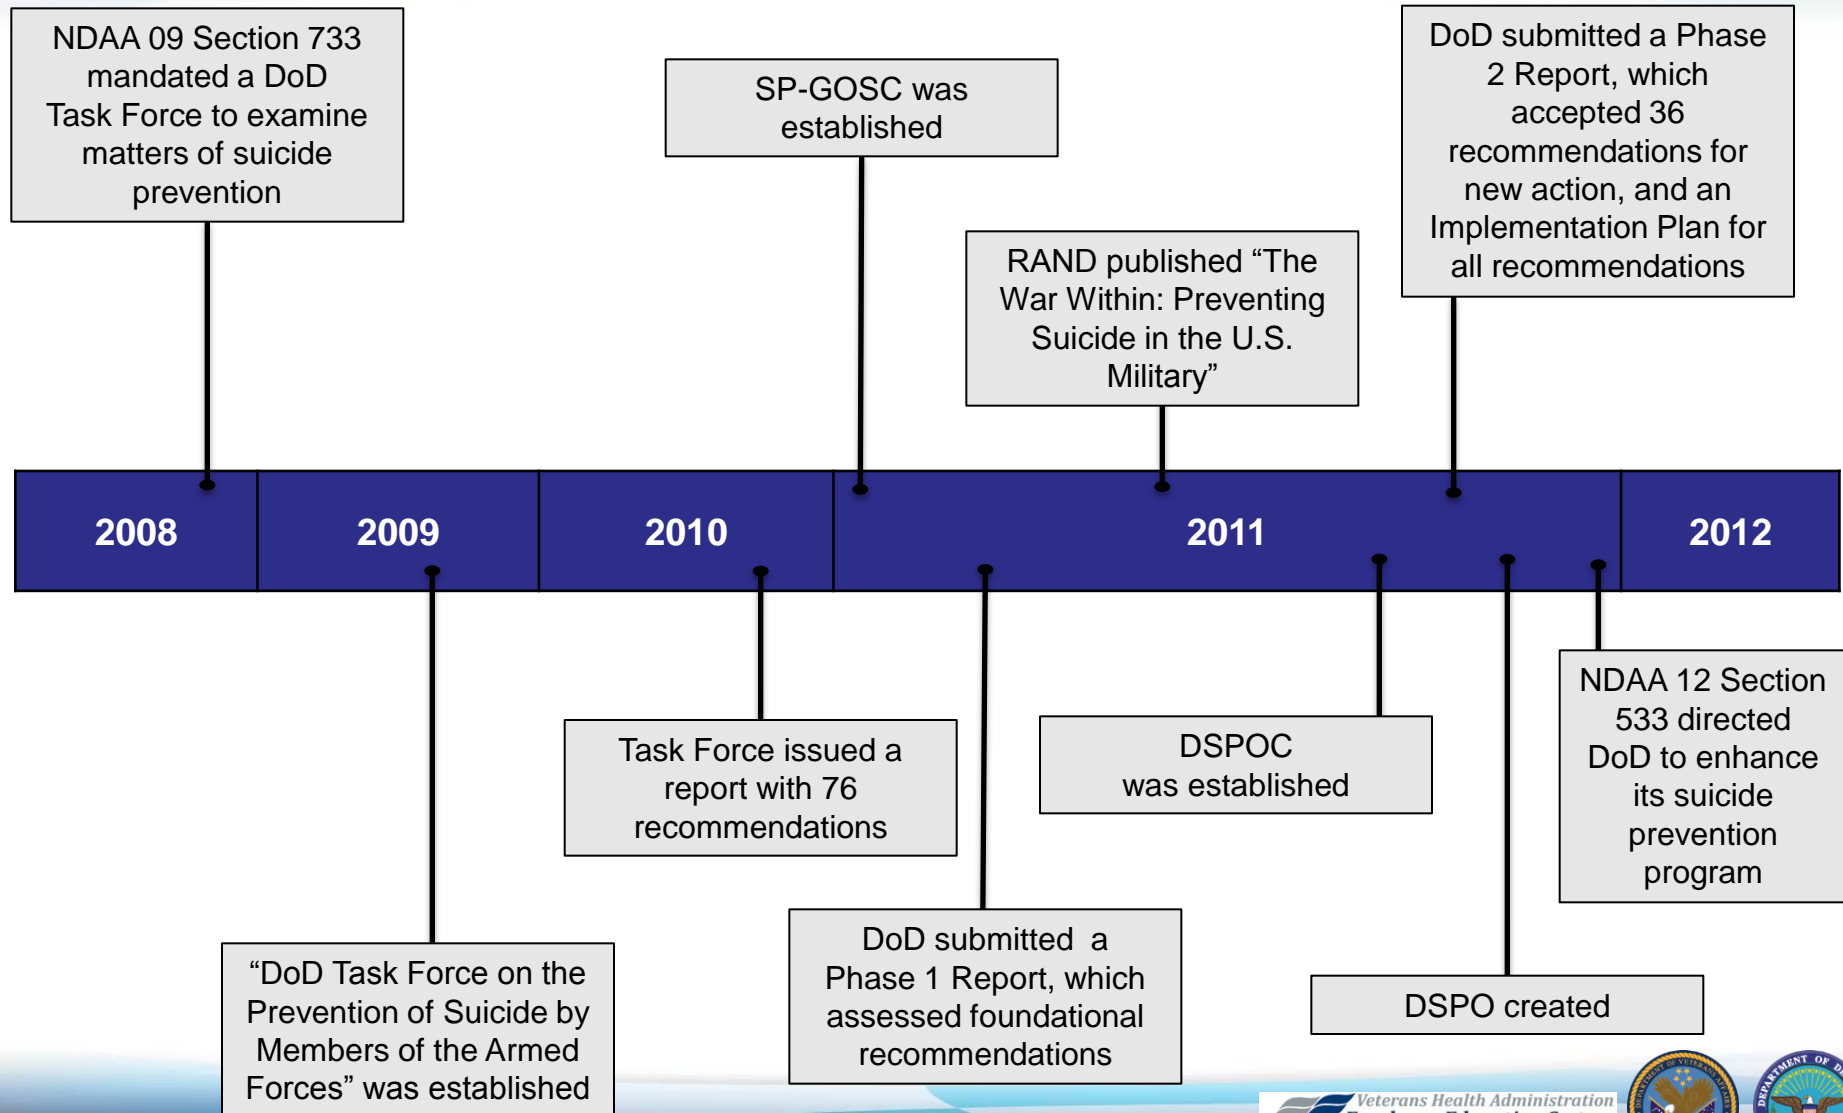 NDAA 09 Section 733
mandated a DoD
Task Force to examine
matters of suicide
prevention
SP-GOSC was
established
RAND published “The
War Within: Preventing
Suicide in the U.S.
Military”
DoD submitted a Phase
2 Report, which
accepted 36
recommendations for
new action, and an
Implementation Plan for
all recommendations
2008
2009
2010
2011
2012
“DoD Task Force on the
Prevention of Suicide by
Members of the Armed
Forces” was established
Task Force issued a
report with 76
recommendations
DoD submitted a
Phase 1 Report, which
assessed foundational
recommendations
DSPOC
was established
DSPO created
NDAA 12 Section
533 directed
DoD to enhance
its suicide
prevention
program
Veterans Health Administration